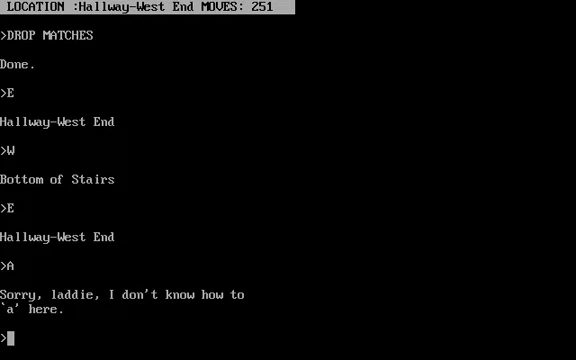 LOCATION :Hallway-West End MOVES: 251
>DROP MATCHES
Done.
>E
Hallway-West End
>W
Bottom of Stairs
>E
Hallway-West End
>A
Sorry, laddie, I don't know how to
`a' here.
>